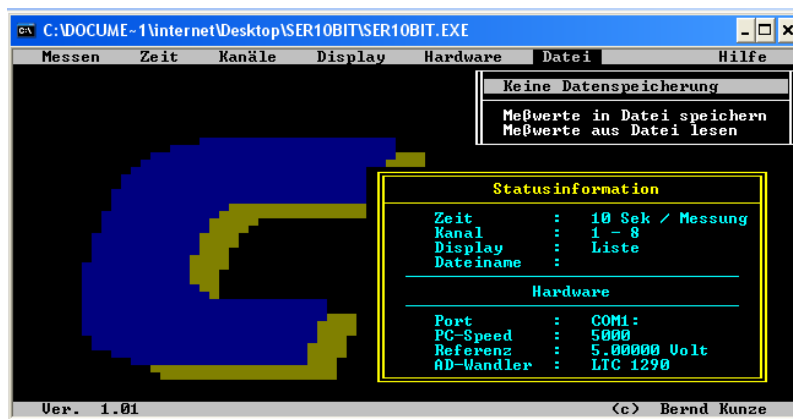 C:\DOCUME~1\internet\Desktop\SER10BIT\SER10BIT.EXE
Messen Zeit Kanäle Display Hardware Datei Hilfe
Keine Datenspeicherung
Meßwerte in Datei speichern
Meßwerte aus Datei lesen
Statusinformation
Zeit : 10 Sek / Messung
Kanal : 1 - 8
Display : Liste
Dateiname :
Hardware
Port : COM1:
PC-Speed : 5000
Referenz : 5.00000 Volt
AD-Wandler : LTC 1290
Ver. 1.01 (c) Bernd Kunze